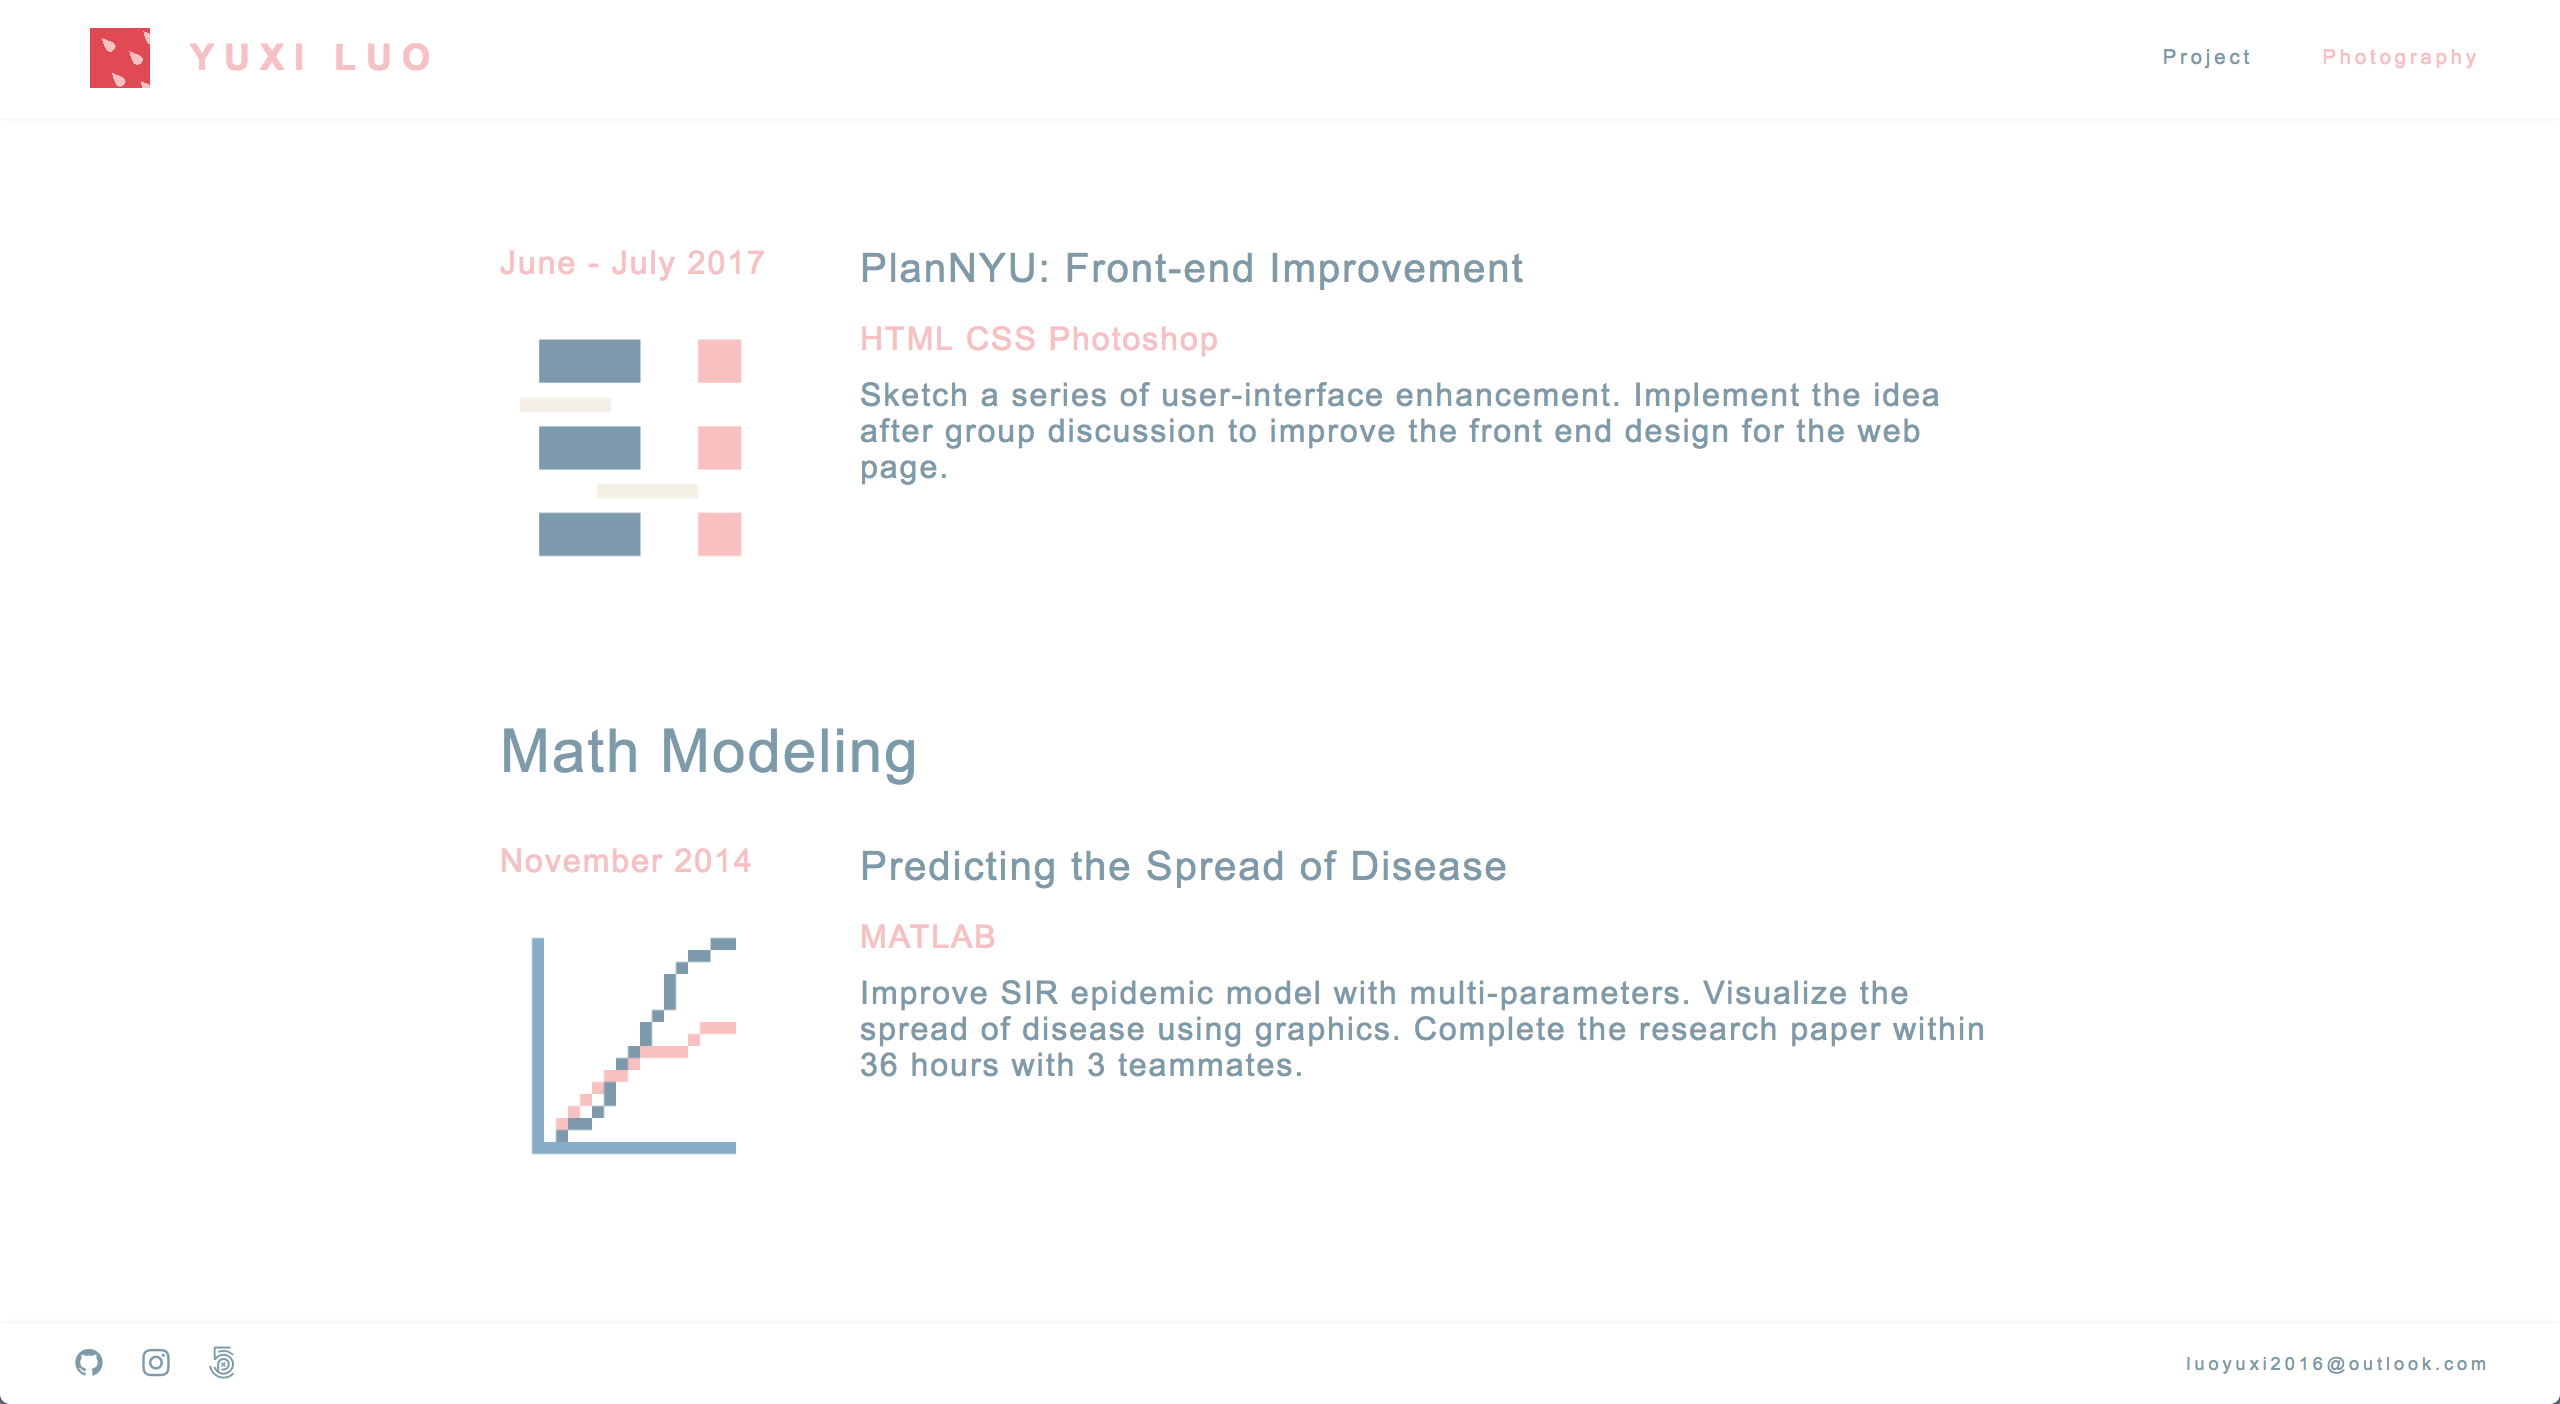 YUXI LUO
Project
Photography
June - July 2017
PlanNYU: Front-end Improvement
HTML CSS Photoshop
Sketch a series of user-interface enhancement. Implement the idea
after group discussion to improve the front end design for the web
page.
Math Modeling
November 2014
Predicting the Spread of Disease
MATLAB
Improve SIR epidemic model with multi-parameters. Visualize the
spread of disease using graphics. Complete the research paper within
36 hours with 3 teammates.
luoyuxi2016@outlook.com